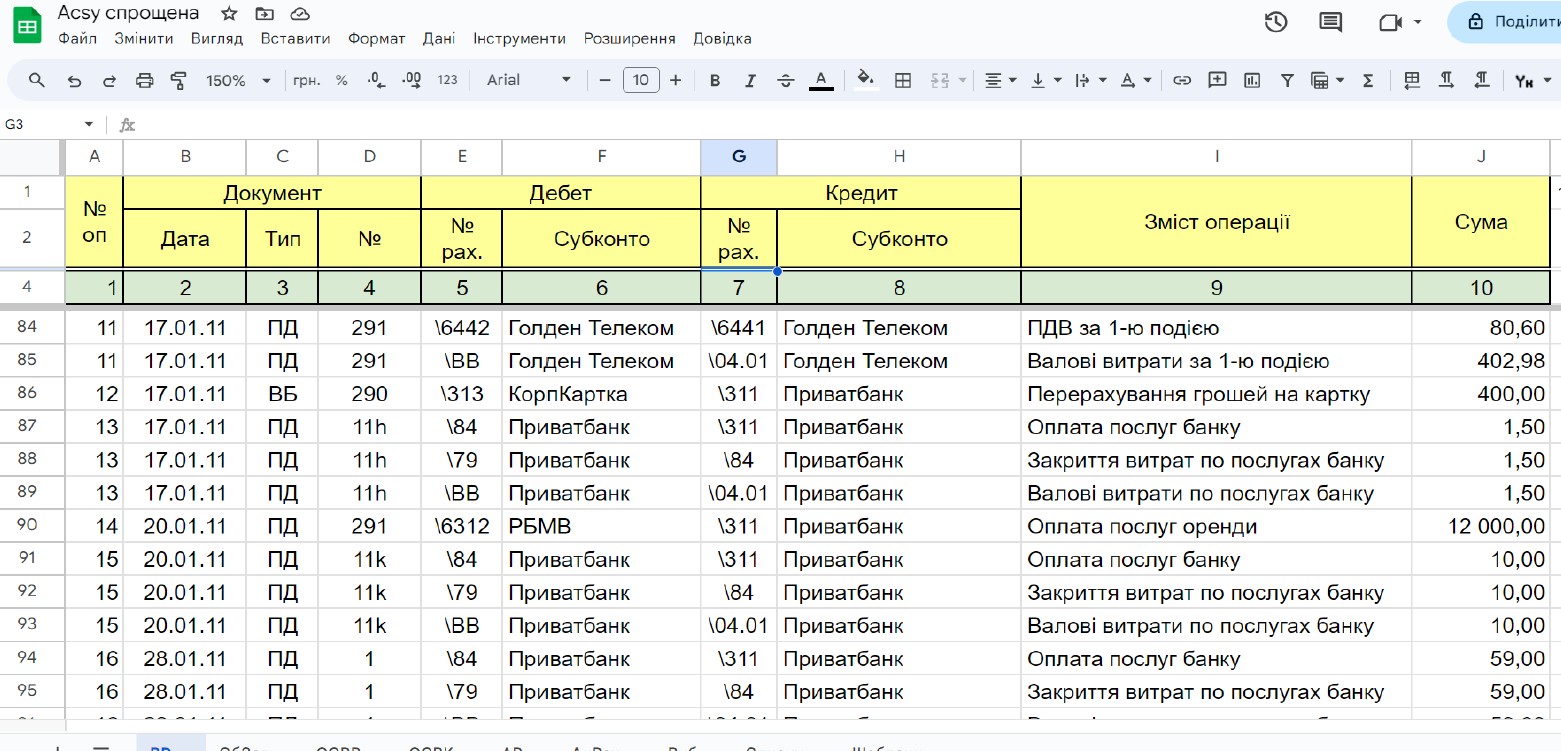 Acsy спрощена
Файл Змінити Вигляд Вставити Формат Дані Інструменти Розширення Довідка
Поділити
150% грн. % .0 .00 123 Arial − 10 + B I A
G3 fx
A B C D E F G H I J
1 № оп Документ Дебет Кредит Зміст операції Сума
2 Дата Тип № № рах. Субконто № рах. Субконто
4 1 2 3 4 5 6 7 8 9 10
84 11 17.01.11 ПД 291 \6442 Голден Телеком \6441 Голден Телеком ПДВ за 1-ю подією 80,60
85 11 17.01.11 ПД 291 \ВВ Голден Телеком \04.01 Голден Телеком Валові витрати за 1-ю подією 402,98
86 12 17.01.11 ВБ 290 \313 КорпКартка \311 Приватбанк Перерахування грошей на картку 400,00
87 13 17.01.11 ПД 11h \84 Приватбанк \311 Приватбанк Оплата послуг банку 1,50
88 13 17.01.11 ПД 11h \79 Приватбанк \84 Приватбанк Закриття витрат по послугах банку 1,50
89 13 17.01.11 ПД 11h \ВВ Приватбанк \04.01 Приватбанк Валові витрати по послугах банку 1,50
90 14 20.01.11 ПД 291 \6312 РБМВ \311 Приватбанк Оплата послуг оренди 12 000,00
91 15 20.01.11 ПД 11k \84 Приватбанк \311 Приватбанк Оплата послуг банку 10,00
92 15 20.01.11 ПД 11k \79 Приватбанк \84 Приватбанк Закриття витрат по послугах банку 10,00
93 15 20.01.11 ПД 11k \ВВ Приватбанк \04.01 Приватбанк Валові витрати по послугах банку 10,00
94 16 28.01.11 ПД 1 \84 Приватбанк \311 Приватбанк Оплата послуг банку 59,00
95 16 28.01.11 ПД 1 \79 Приватбанк \84 Приватбанк Закриття витрат по послугах банку 59,00